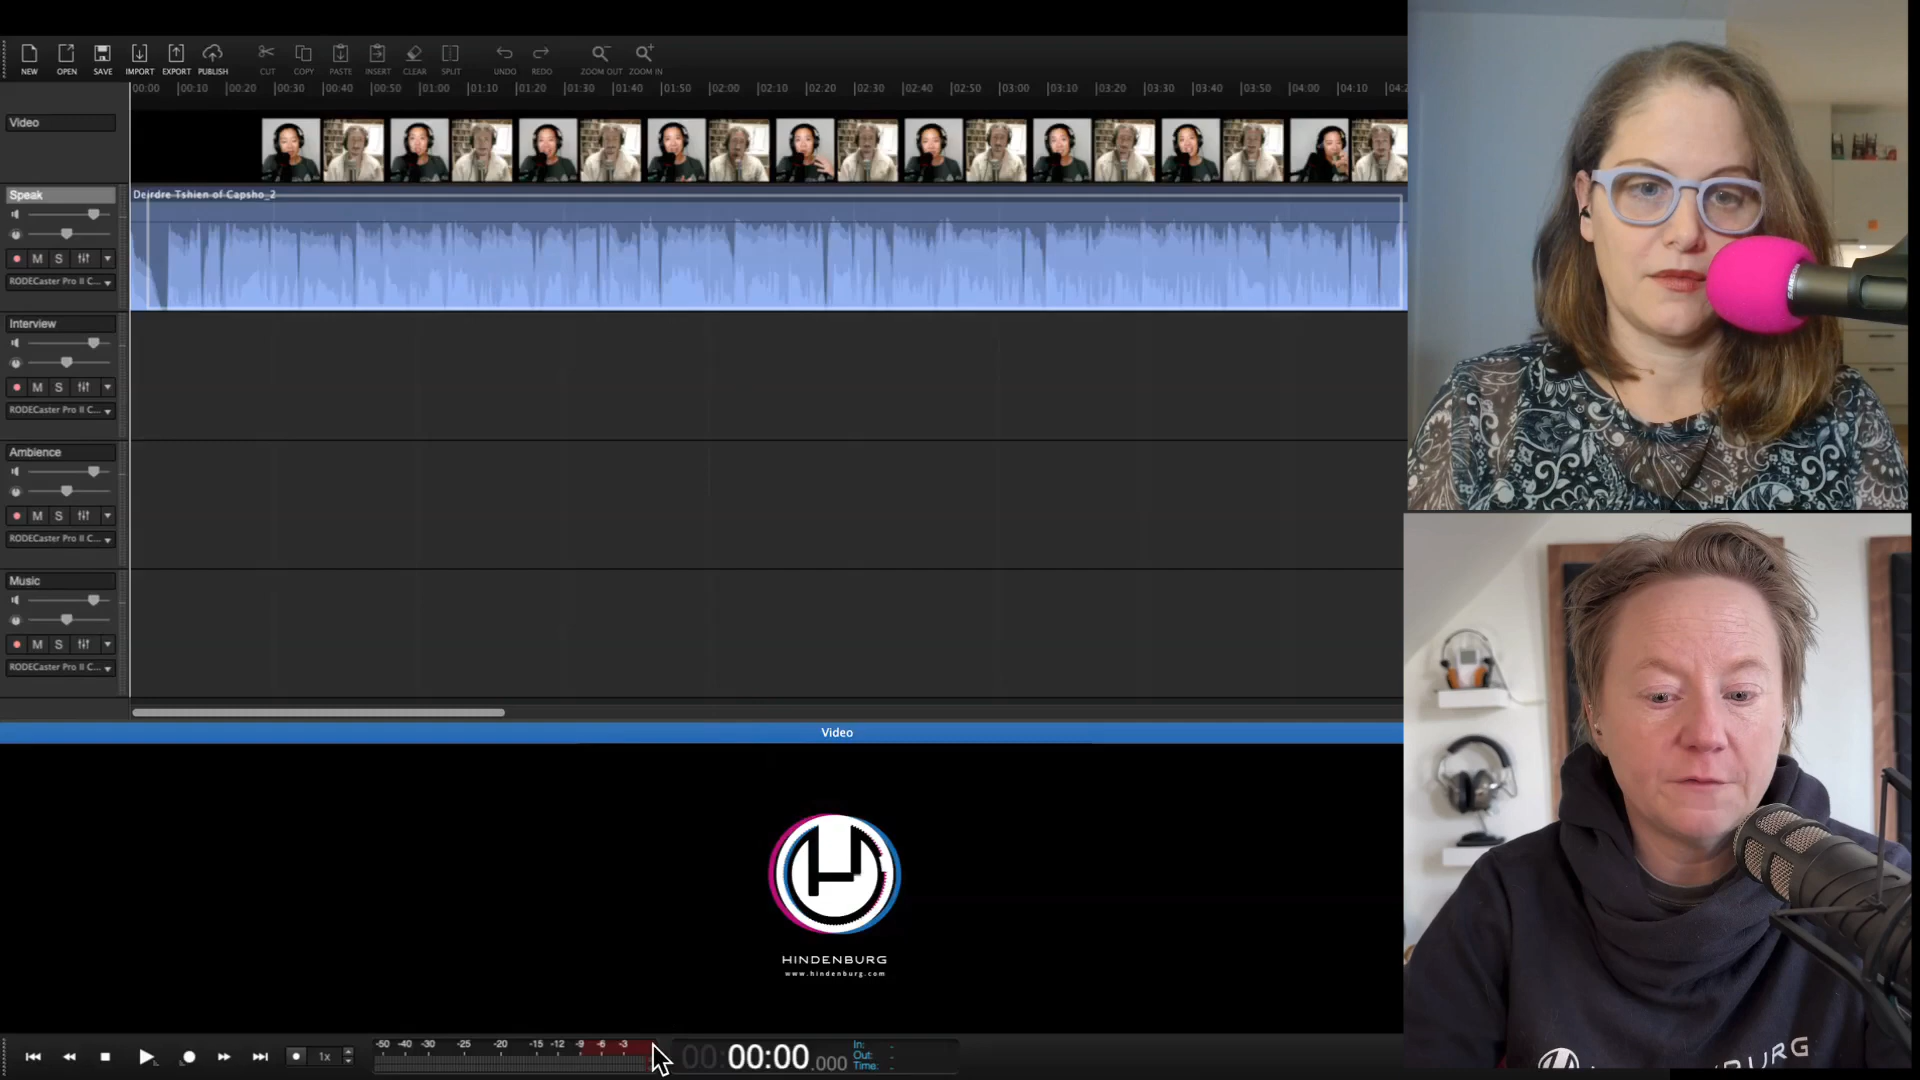 NEW OPEN SAVE IMPORT EXPORT PUBLISH CUT COPY PASTE INSERT CLEAR SPLIT UNDO REDO ZOOM OUT ZOOM IN
00:00 00:10 00:20 00:30 00:40 00:50 01:00 01:10 01:20 01:30 01:40 01:50 02:00 02:10 02:20 02:30 02:40 02:50 03:00 03:10 03:20 03:30 03:40 03:50 04:00 04:10 04:2
Video
Speak
Deirdre Tshien of Capsho_2
M S
RODECaster Pro II C...
Interview
M S
RODECaster Pro II C...
Ambience
M S
RODECaster Pro II C...
Music
M S
RODECaster Pro II C...
Video
HINDENBURG
www.hindenburg.com
1x
-50 -40 -30 -25 -20 -15 -12 -9 -6 -3
00:00:00.000
In: -
Out: -
Time: -
SAMSON
URG